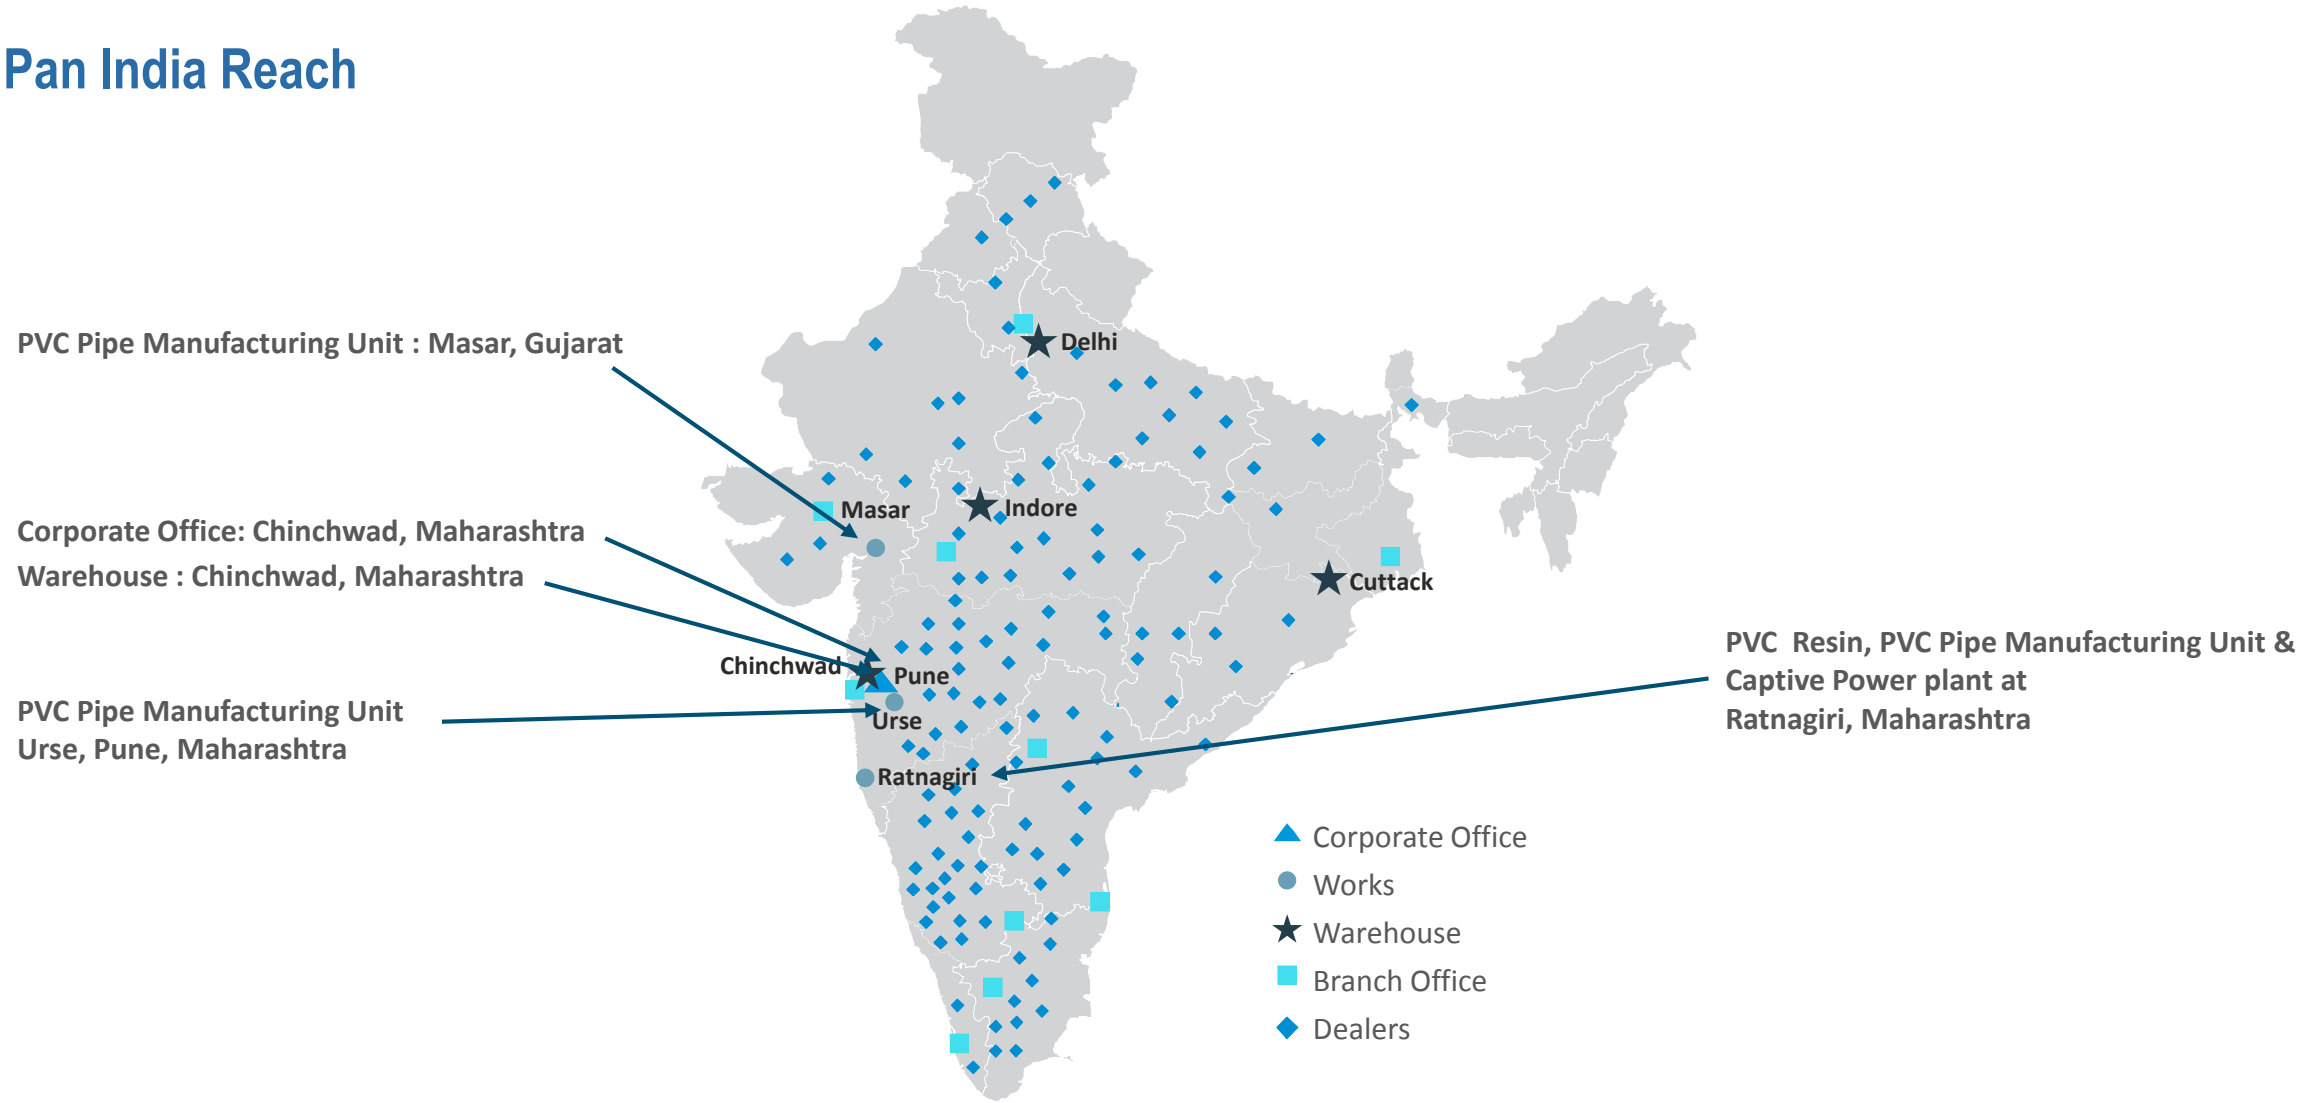 Pan India Reach
PVC Pipe Manufacturing Unit : Masar, Gujarat
Corporate Office: Chinchwad, Maharashtra
Warehouse : Chinchwad, Maharashtra
PVC Pipe Manufacturing Unit
Urse, Pune, Maharashtra
Delhi
Masar
Indore
Cuttack
Chinchwad
Pune
Urse
Ratnagiri
PVC  Resin, PVC Pipe Manufacturing Unit &
Captive Power plant at
Ratnagiri, Maharashtra
Corporate Office
Works
Warehouse
Branch Office
Dealers